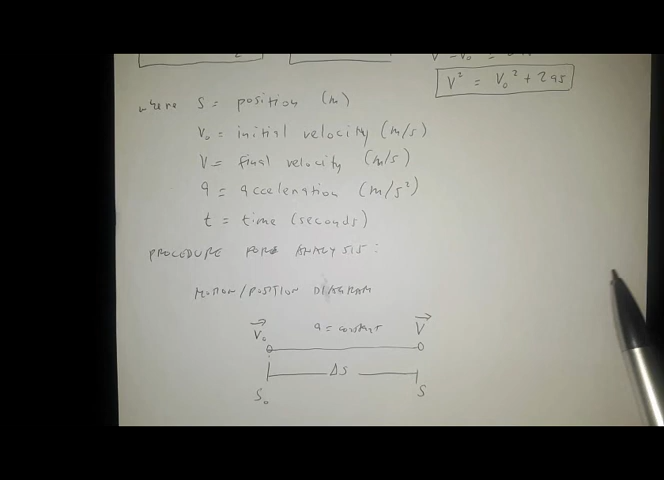 V² = V₀² + 2as
where S = position (m)
V₀ = initial velocity (m/s)
V = final velocity (m/s)
a = acceleration (m/s²)
t = time (seconds)
PROCEDURE FOR ANALYSIS:
MOTION/POSITION DIAGRAM
V₀ a = constant V
ΔS
S₀ S